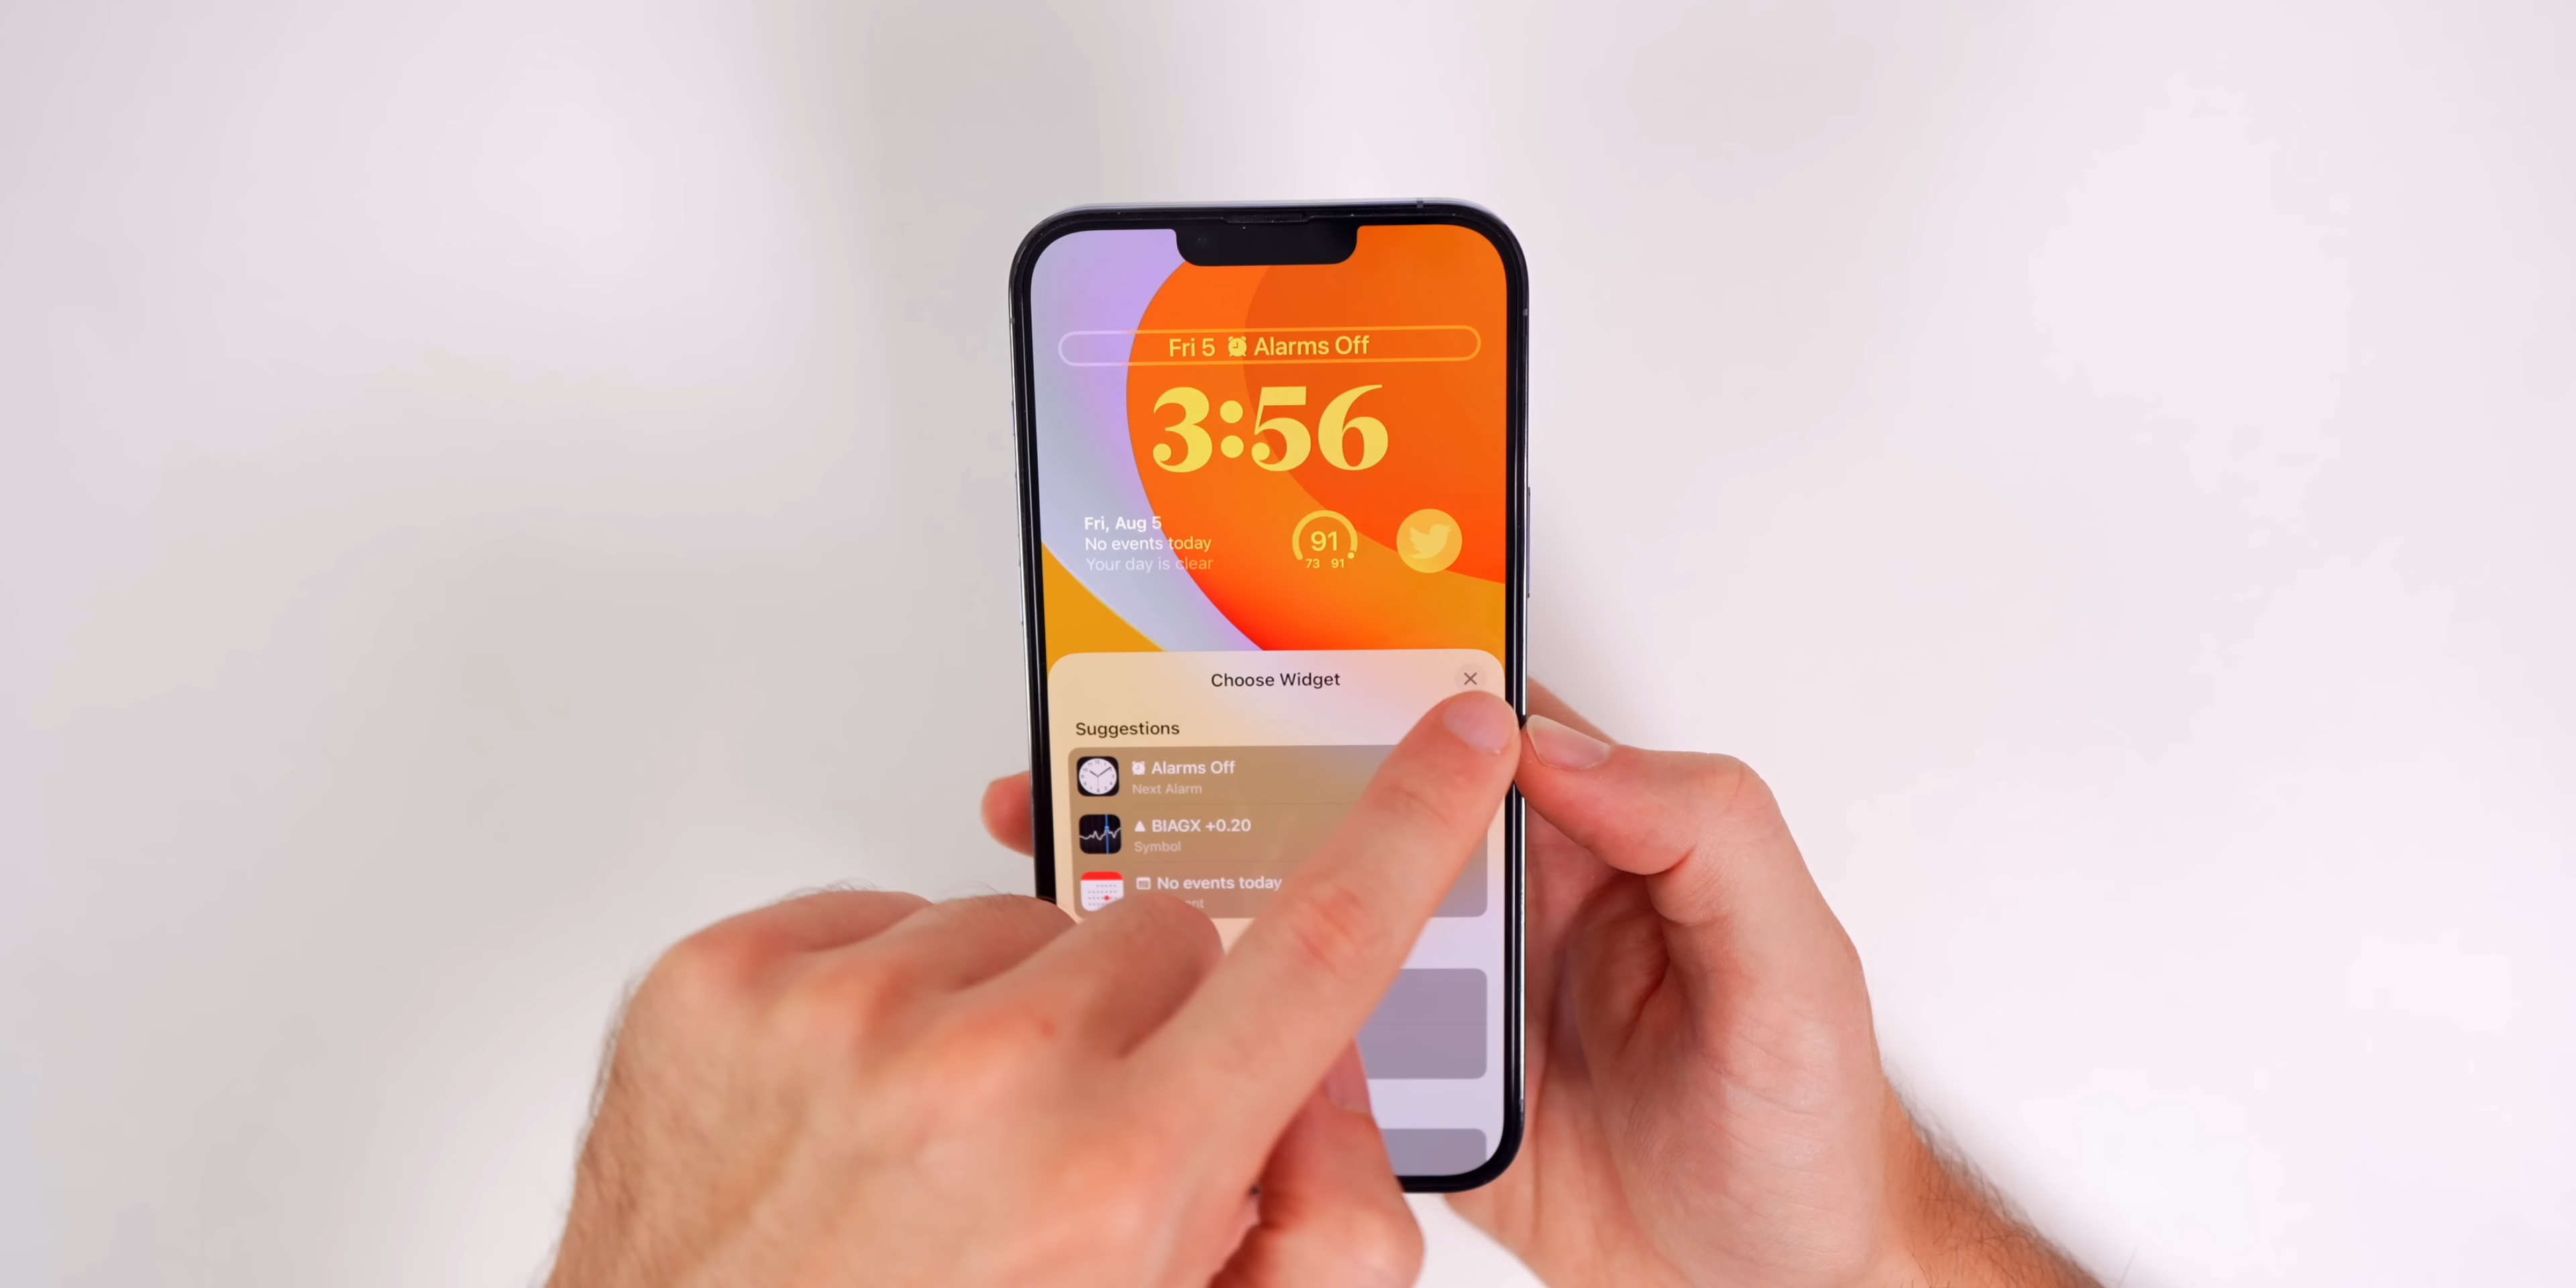 Fri 5 Alarms Off
3:56
Fri, Aug 5
No events today
Your day is clear
91
73 91
Choose Widget
Suggestions
Alarms Off
Next Alarm
▲ BIAGX +0.20
Symbol
No events today